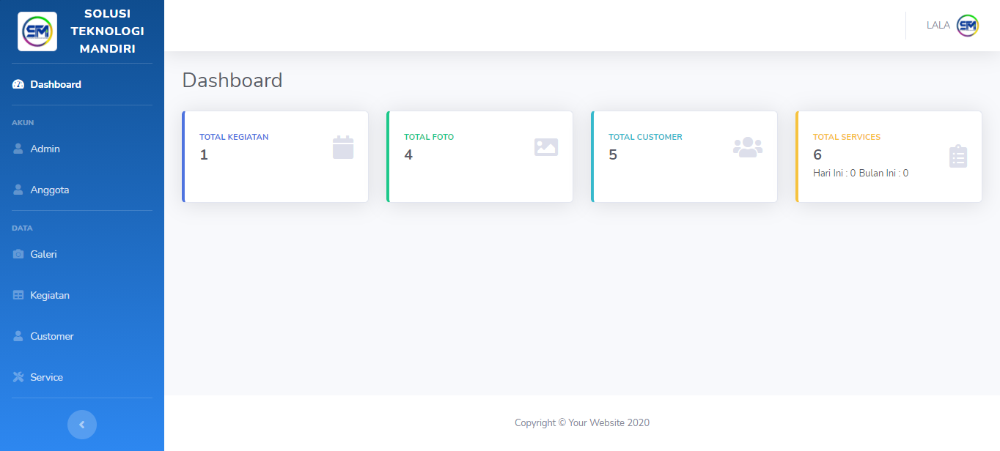 SOLUSI
TEKNOLOGI
MANDIRI
Dashboard
AKUN
Admin
Anggota
DATA
Galeri
Kegiatan
Customer
Service
LALA
Dashboard
TOTAL KEGIATAN
1
TOTAL FOTO
4
TOTAL CUSTOMER
5
TOTAL SERVICES
6
Hari Ini : 0 Bulan Ini : 0
Copyright © Your Website 2020